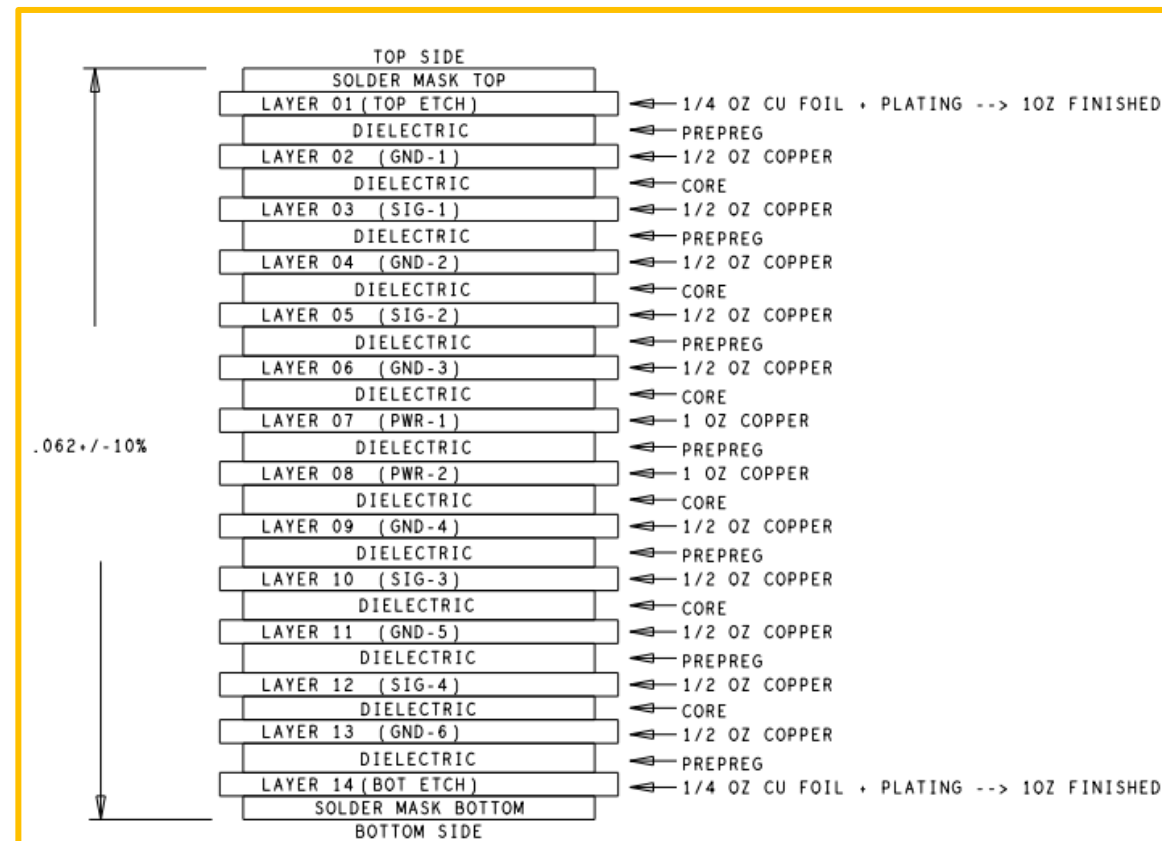 TOP SIDE
SOLDER MASK TOP
LAYER 01(TOP ETCH) 1/4 OZ CU FOIL + PLATING --> 1OZ FINISHED
DIELECTRIC PREPREG
LAYER 02 (GND-1) 1/2 OZ COPPER
DIELECTRIC CORE
LAYER 03 (SIG-1) 1/2 OZ COPPER
DIELECTRIC PREPREG
LAYER 04 (GND-2) 1/2 OZ COPPER
DIELECTRIC CORE
LAYER 05 (SIG-2) 1/2 OZ COPPER
DIELECTRIC PREPREG
LAYER 06 (GND-3) 1/2 OZ COPPER
DIELECTRIC CORE
LAYER 07 (PWR-1) 1 OZ COPPER
.062+/-10% DIELECTRIC PREPREG
LAYER 08 (PWR-2) 1 OZ COPPER
DIELECTRIC CORE
LAYER 09 (GND-4) 1/2 OZ COPPER
DIELECTRIC PREPREG
LAYER 10 (SIG-3) 1/2 OZ COPPER
DIELECTRIC CORE
LAYER 11 (GND-5) 1/2 OZ COPPER
DIELECTRIC PREPREG
LAYER 12 (SIG-4) 1/2 OZ COPPER
DIELECTRIC CORE
LAYER 13 (GND-6) 1/2 OZ COPPER
DIELECTRIC PREPREG
LAYER 14(BOT ETCH) 1/4 OZ CU FOIL + PLATING --> 1OZ FINISHED
SOLDER MASK BOTTOM
BOTTOM SIDE